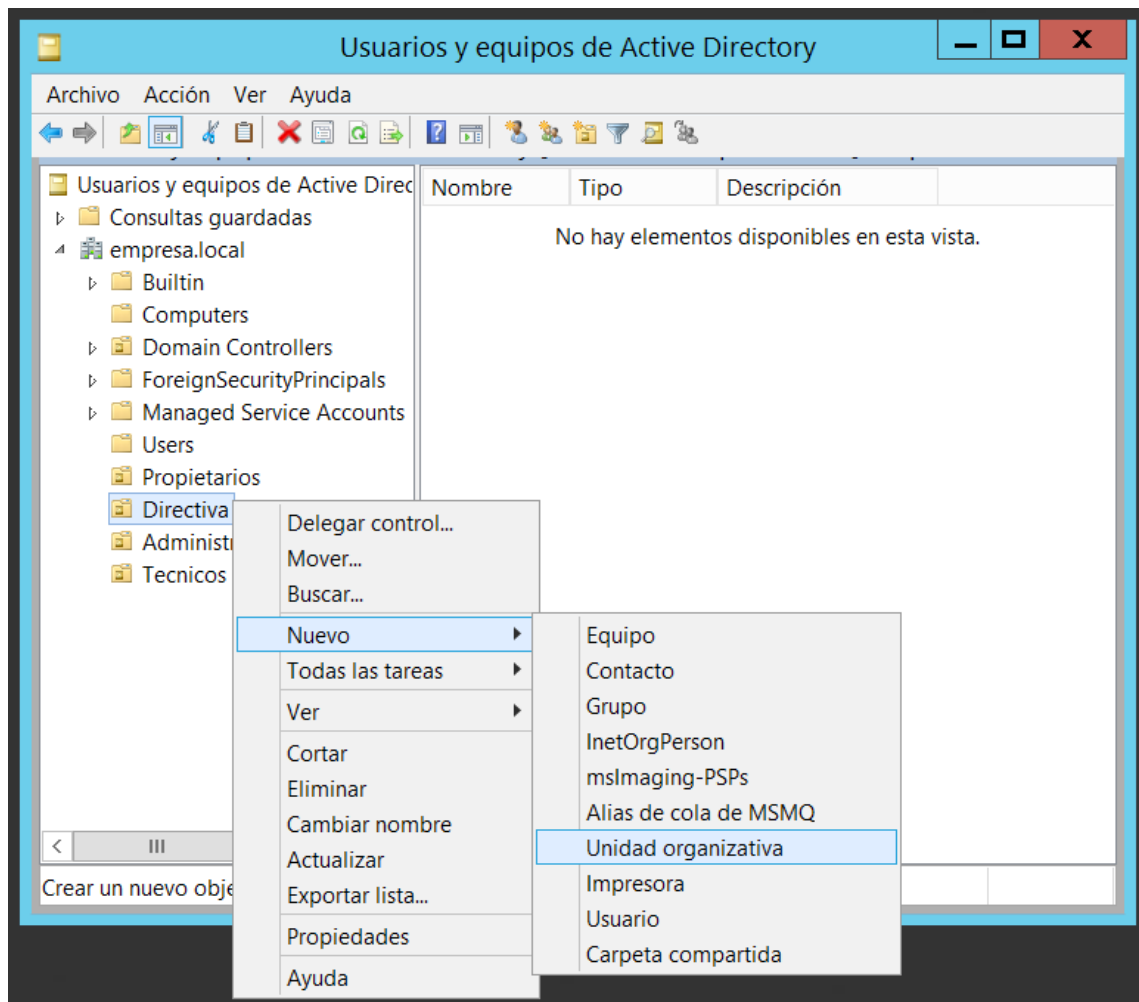 Usuarios y equipos de Active Directory
X
Archivo Acción Ver Ayuda
Usuarios y equipos de Active Direc
Nombre Tipo Descripción
Consultas guardadas
No hay elementos disponibles en esta vista.
empresa.local
Builtin
Computers
Domain Controllers
ForeignSecurityPrincipals
Managed Service Accounts
Users
Propietarios
Directiva
Administr
Tecnicos
Delegar control...
Mover...
Buscar...
Nuevo
Todas las tareas
Ver
Cortar
Eliminar
Cambiar nombre
Actualizar
Exportar lista...
Propiedades
Ayuda
Equipo
Contacto
Grupo
InetOrgPerson
msImaging-PSPs
Alias de cola de MSMQ
Unidad organizativa
Impresora
Usuario
Carpeta compartida
Crear un nuevo obje